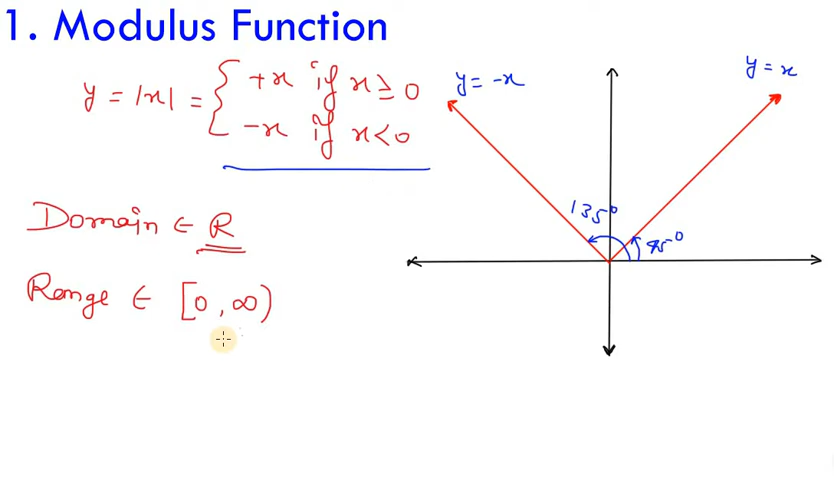 1. Modulus Function
y = |x| = { +x if x ≥ 0
-x if x < 0
Domain ∈ R
Range ∈ [0, ∞)
y = -x
y = x
135°
45°